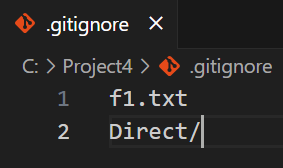 .gitignore ×
C: > Project4 > .gitignore
1 f1.txt
2 Direct/